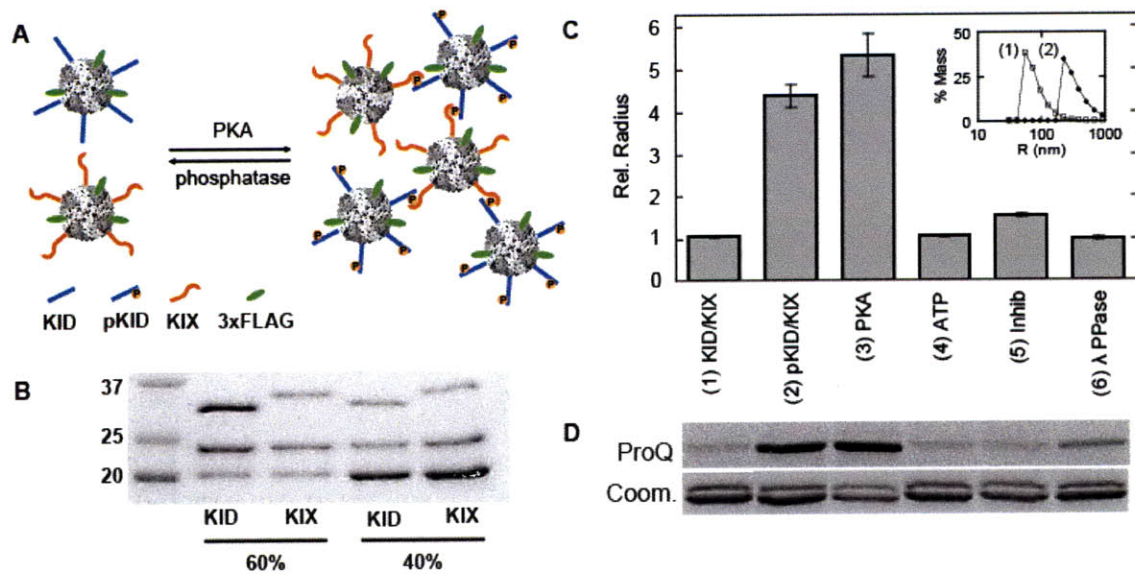 A
PKA
phosphatase
P P P P P P P P P P P P
KID pKID KIX 3xFLAG
B
37
25
20
KID KIX KID KIX
60% 40%
C
Rel. Radius
6
5
4
3
2
1
0
(1) KID/KIX
(2) pKID/KIX
(3) PKA
(4) ATP
(5) Inhib
(6) λ PPase
% Mass
50
25
0
(1) (2)
10 100 1000
R (nm)
D
ProQ
Coom.